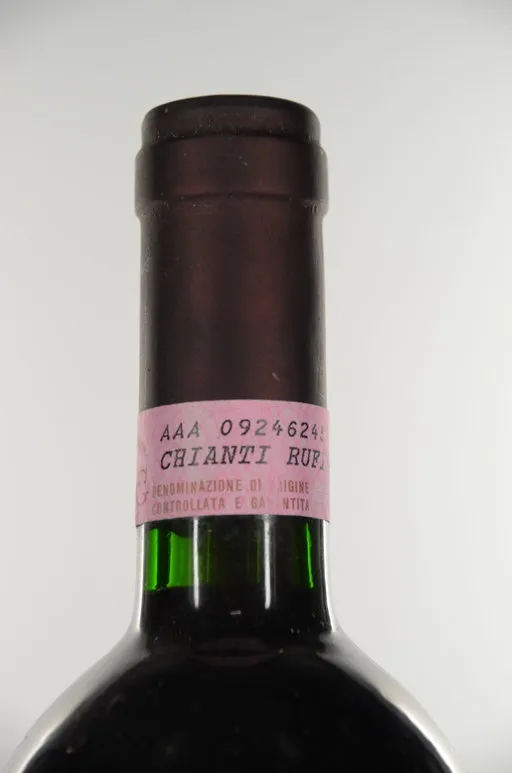 AAA 0924624
CHIANTI
DENOMINAZIONE DI
CONTROLLATA E